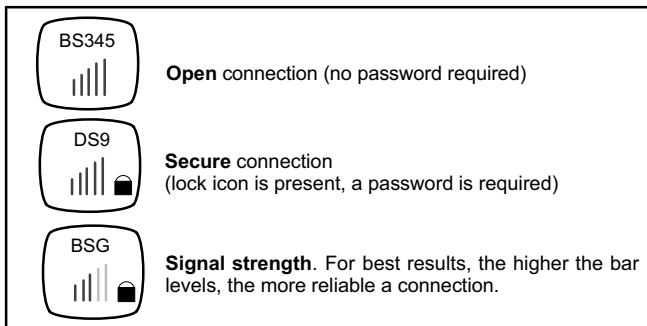 BS345
Open connection (no password required)
DS9
Secure connection
(lock icon is present, a password is required)
BSG
Signal strength. For best results, the higher the bar
levels, the more reliable a connection.